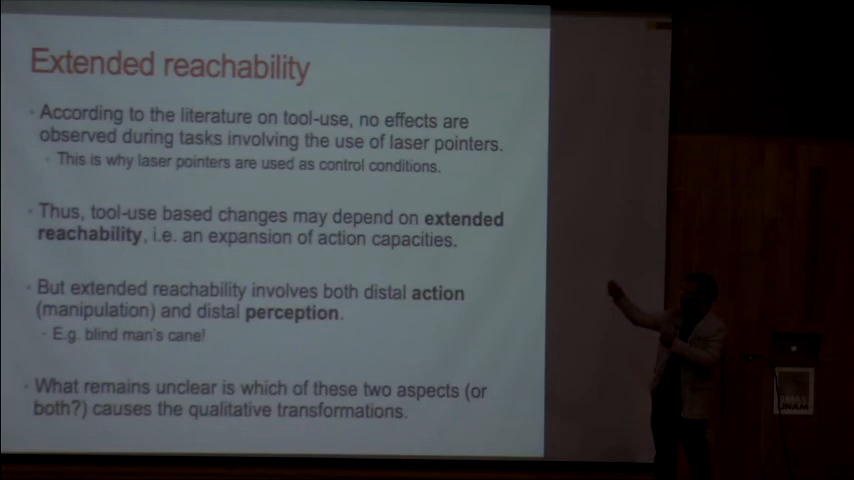 Extended reachability
- According to the literature on tool-use, no effects are
observed during tasks involving the use of laser pointers.
- This is why laser pointers are used as control conditions.
- Thus, tool-use based changes may depend on extended
reachability, i.e. an expansion of action capacities.
- But extended reachability involves both distal action
(manipulation) and distal perception.
- E.g. blind man's cane!
- What remains unclear is which of these two aspects (or
both?) causes the qualitative transformations.
UNAM